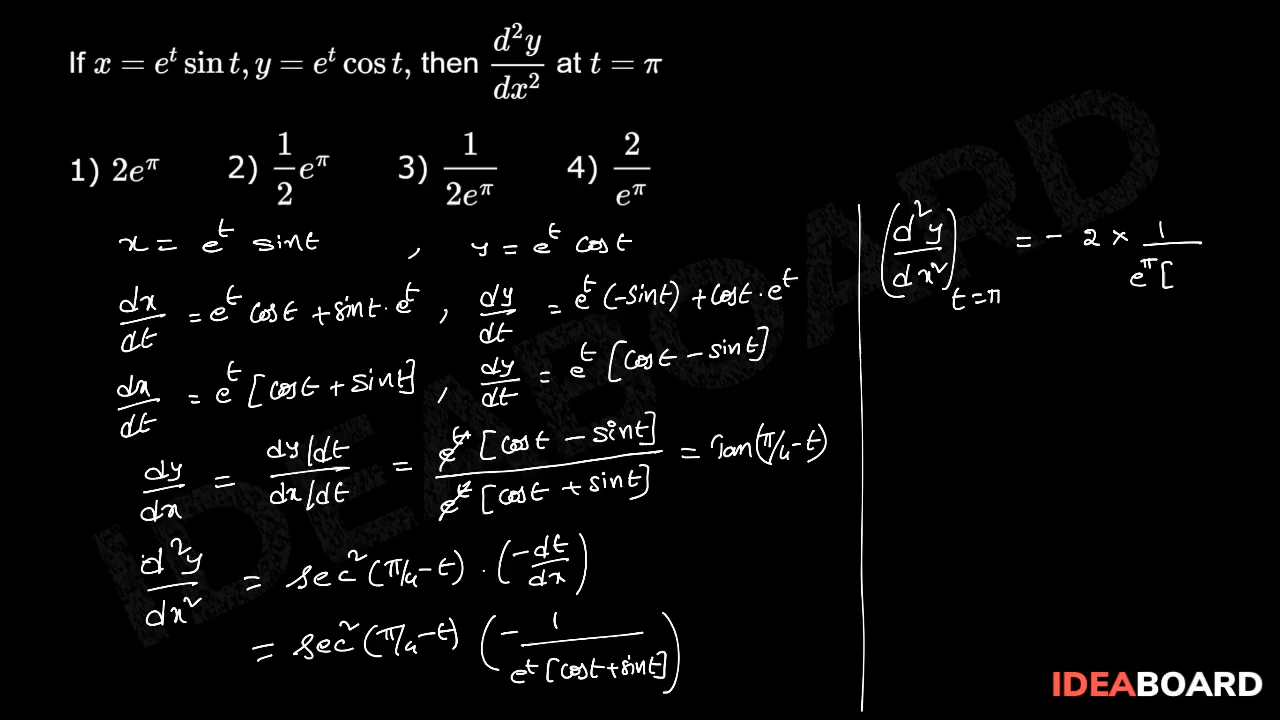 If x = e^t sin t, y = e^t cos t, then d²y/dx² at t = π
1) 2e^π 2) 1/2 e^π 3) 1/(2e^π) 4) 2/e^π
x = e^t sint , y = e^t cost
dx/dt = e^t cost + sint · e^t , dy/dt = e^t (-sint) + cost · e^t
dx/dt = e^t [cost + sint] , dy/dt = e^t [cost - sint]
dy/dx = (dy/dt)/(dx/dt) = e^t [cost - sint] / e^t [cost + sint] = Tan(π/4 - t)
d²y/dx² = sec²(π/4 - t) · (-dt/dx)
= sec²(π/4 - t) (-1 / e^t [cost + sint])
(d²y/dx²) t=π = - 2 × 1/e^π [
IDEABOARD
IDEABOARD